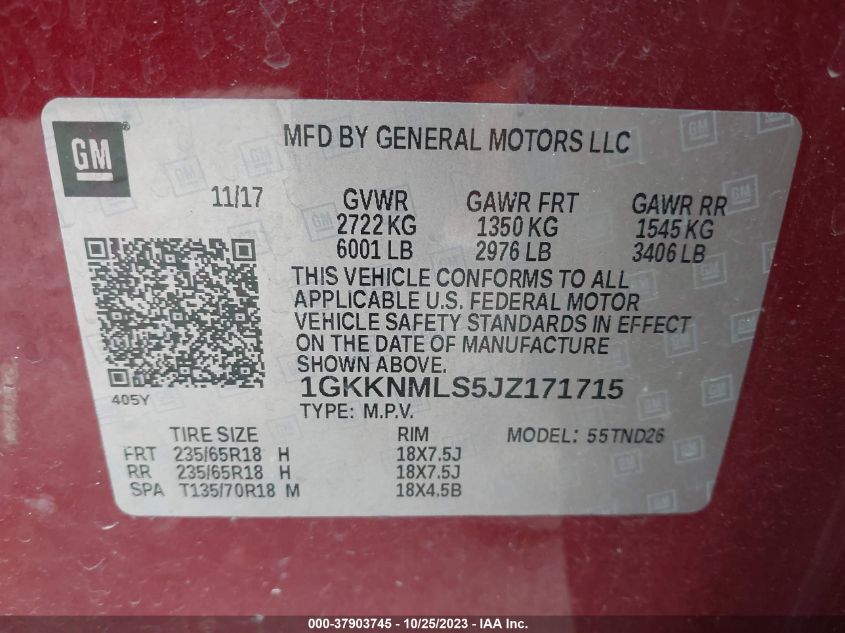 GM
®
MFD BY GENERAL MOTORS LLC
11/17 GVWR GAWR FRT GAWR RR
2722 KG 1350 KG 1545 KG
6001 LB 2976 LB 3406 LB
THIS VEHICLE CONFORMS TO ALL
APPLICABLE U.S. FEDERAL MOTOR
VEHICLE SAFETY STANDARDS IN EFFECT
ON THE DATE OF MANUFACTURE
SHOWN ABOVE.
405Y
1GKKNMLS5JZ171715
TYPE: M.P.V.
TIRE SIZE RIM MODEL: 55TND26
FRT 235/65R18 H 18X7.5J
RR 235/65R18 H 18X7.5J
SPA T135/70R18 M 18X4.5B
000-37903745 - 10/25/2023 - IAA Inc.